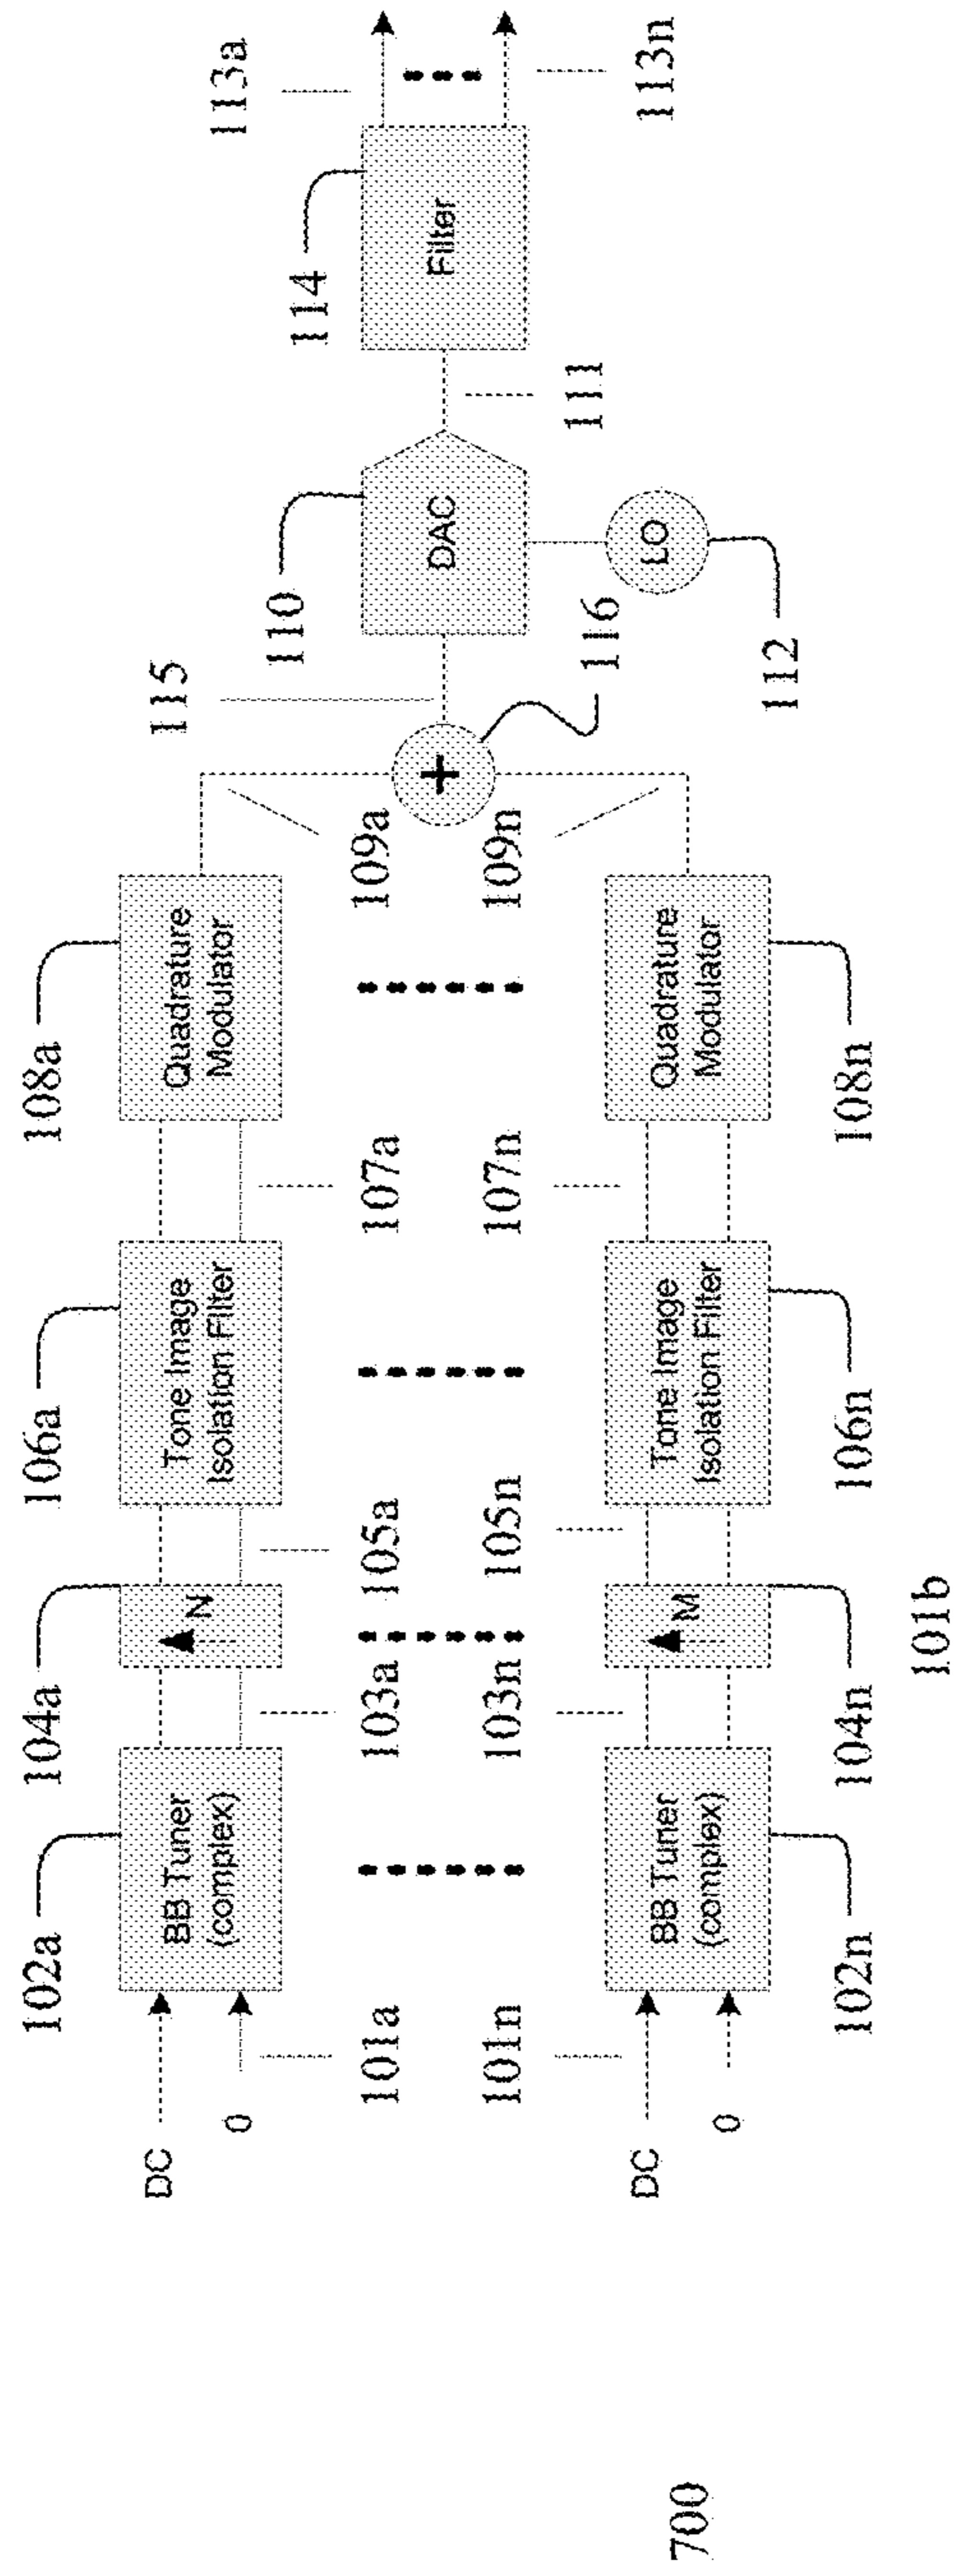 102a
104a
106a
108a
115
110
114
113a
DC
0
BB Tuner
(complex)
N
Tone Image
Isolation Filter
Quadrature
Modulator
101a
103a
105a
107a
109a
+
DAC
Filter
101n
103n
105n
107n
109n
116
111
113n
DC
0
BB Tuner
(complex)
M
Tone Image
Isolation Filter
Quadrature
Modulator
LO
102n
104n
106n
108n
112
101b
700